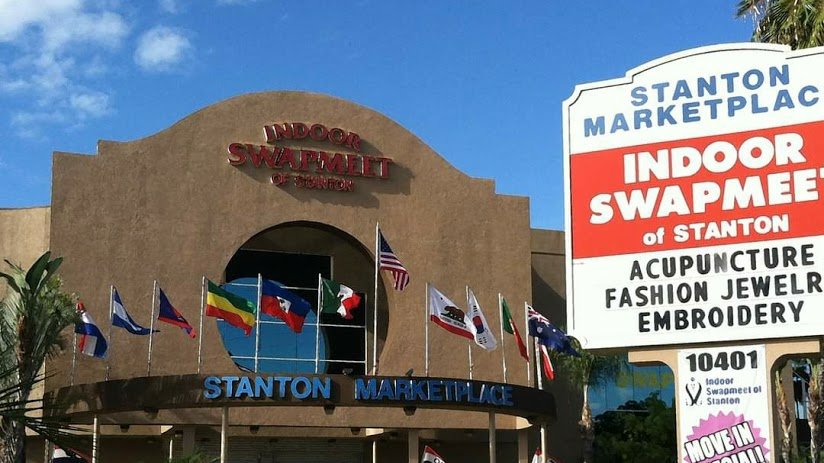 INDOOR
SWAPMEET
OF STANTON
STANTON MARKETPLACE
STANTON
MARKETPLAC
INDOOR
SWAPMEET
of STANTON
ACUPUNCTURE
FASHION JEWELR
EMBROIDERY
10401
Indoor
Swapmeet of
Stanton
MOVE IN